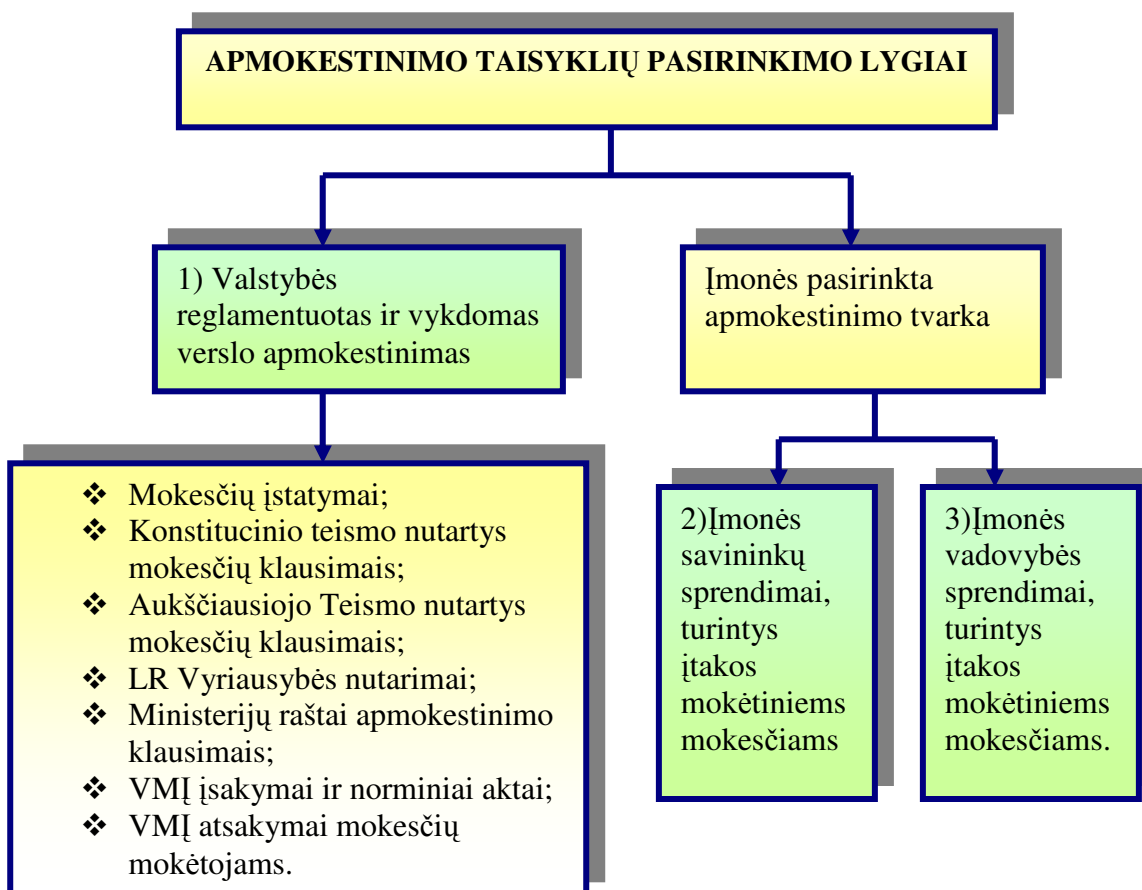 APMOKESTINIMO TAISYKLIŲ PASIRINKIMO LYGIAI
1) Valstybės
reglamentuotas ir vykdomas
verslo apmokestinimas
Įmonės pasirinkta
apmokestinimo tvarka
❖ Mokesčių įstatymai;
❖ Konstitucinio teismo nutartys
mokesčių klausimais;
❖ Aukščiausiojo Teismo nutartys
mokesčių klausimais;
❖ LR Vyriausybės nutarimai;
❖ Ministerijų raštai apmokestinimo
klausimais;
❖ VMĮ įsakymai ir norminiai aktai;
❖ VMĮ atsakymai mokesčių
mokėtojams.
2)Įmonės
savininkų
sprendimai,
turintys
įtakos
mokėtiniems
mokesčiams
3)Įmonės
vadovybės
sprendimai,
turintys
įtakos
mokėtiniems
mokesčiams.